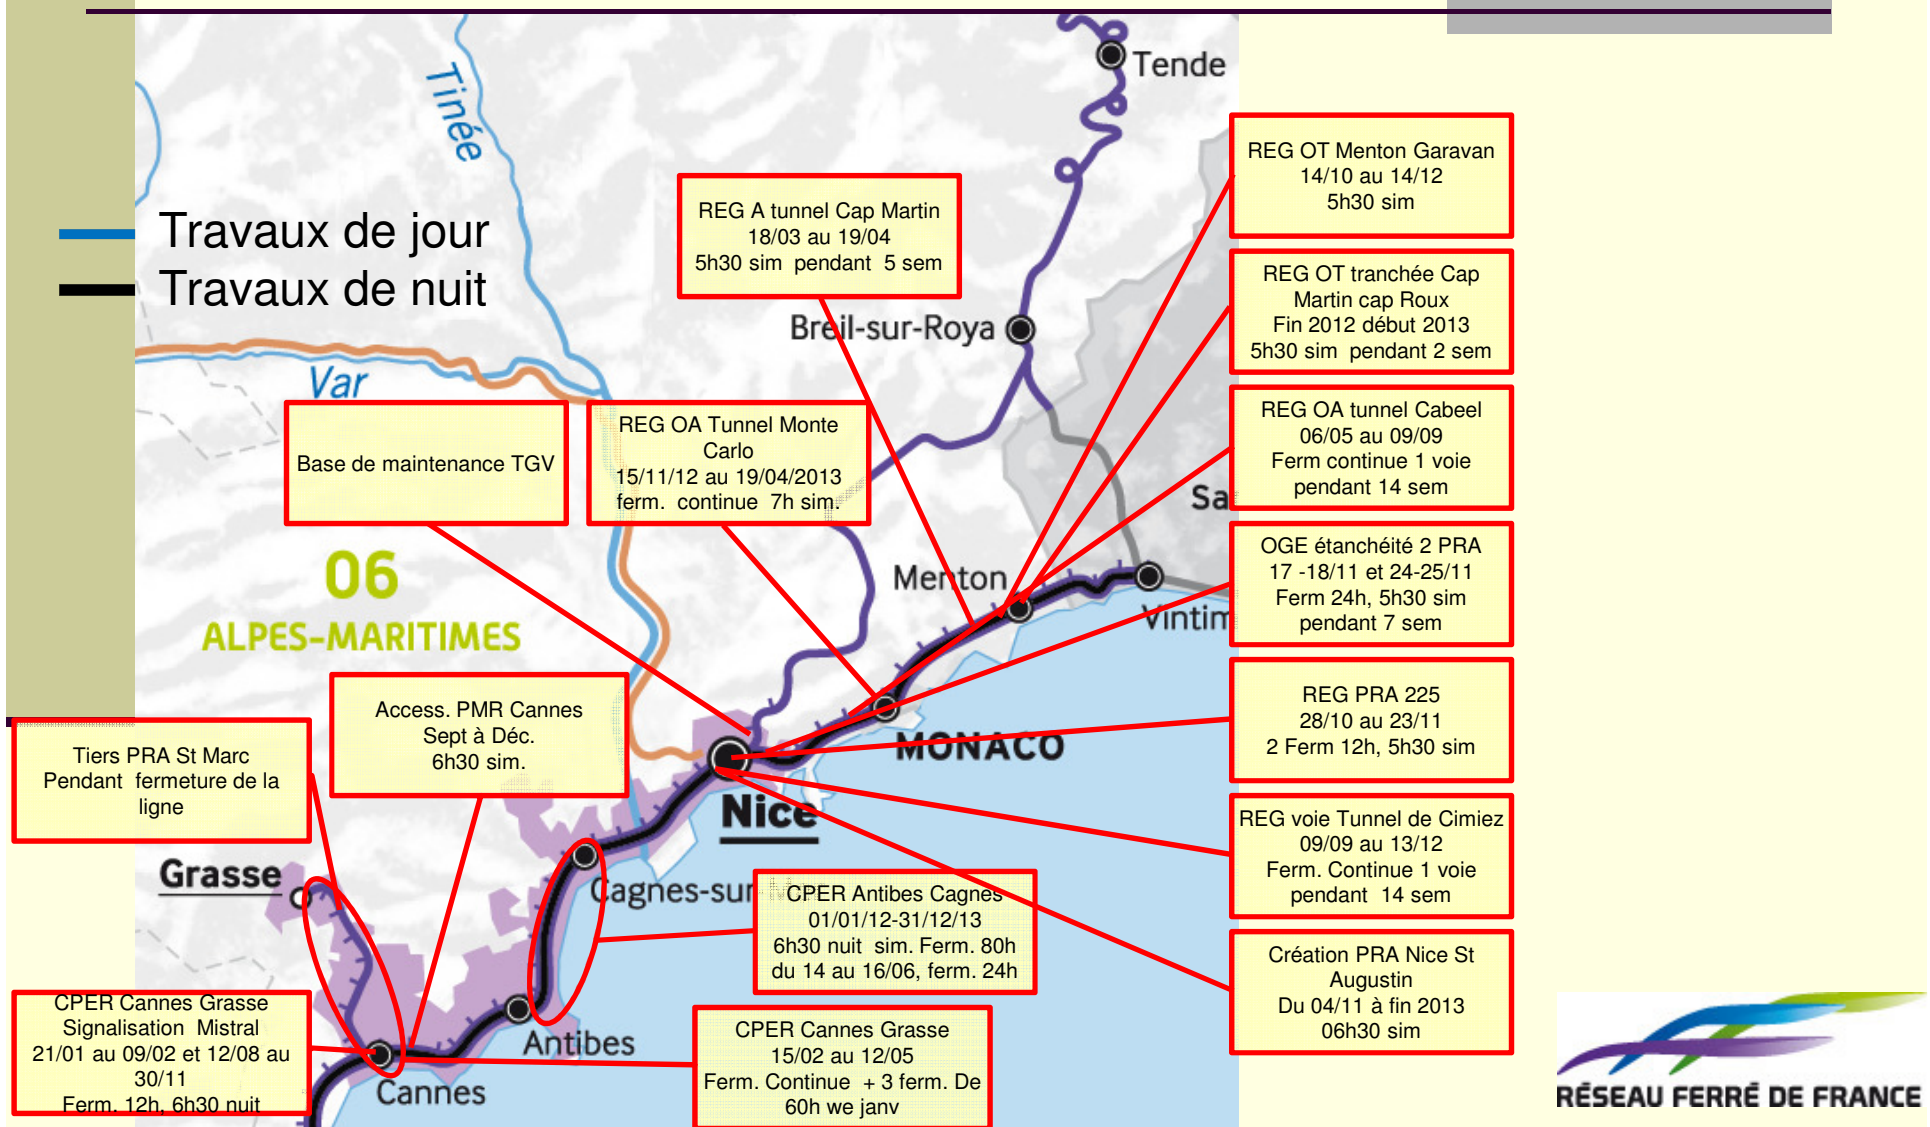 Tinée
Tende
Travaux de jour
Travaux de nuit
REG A tunnel Cap Martin
18/03 au 19/04
5h30 sim pendant 5 sem
REG OT Menton Garavan
14/10 au 14/12
5h30 sim
REG OT tranchée Cap
Martin cap Roux
Fin 2012 début 2013
5h30 sim pendant 2 sem
Breil-sur-Roya
Var
Base de maintenance TGV
REG OA Tunnel Monte
Carlo
15/11/12 au 19/04/2013
ferm. continue 7h sim.
REG OA tunnel Cabeel
06/05 au 09/09
Ferm continue 1 voie
pendant 14 sem
Sa
06
ALPES-MARITIMES
Menton
Vintim
OGE étanchéité 2 PRA
17 -18/11 et 24-25/11
Ferm 24h, 5h30 sim
pendant 7 sem
Access. PMR Cannes
Sept à Déc.
6h30 sim.
REG PRA 225
28/10 au 23/11
2 Ferm 12h, 5h30 sim
Tiers PRA St Marc
Pendant fermeture de la
ligne
MONACO
Nice
REG voie Tunnel de Cimiez
09/09 au 13/12
Ferm. Continue 1 voie
pendant 14 sem
Grasse
Cagnes-sur
CPER Antibes Cagnes
01/01/12-31/12/13
6h30 nuit sim. Ferm. 80h
du 14 au 16/06, ferm. 24h
Création PRA Nice St
Augustin
Du 04/11 à fin 2013
06h30 sim
CPER Cannes Grasse
Signalisation Mistral
21/01 au 09/02 et 12/08 au
30/11
Ferm. 12h, 6h30 nuit
Antibes
Cannes
CPER Cannes Grasse
15/02 au 12/05
Ferm. Continue + 3 ferm. De
60h we janv
RÉSEAU FERRÉ DE FRANCE